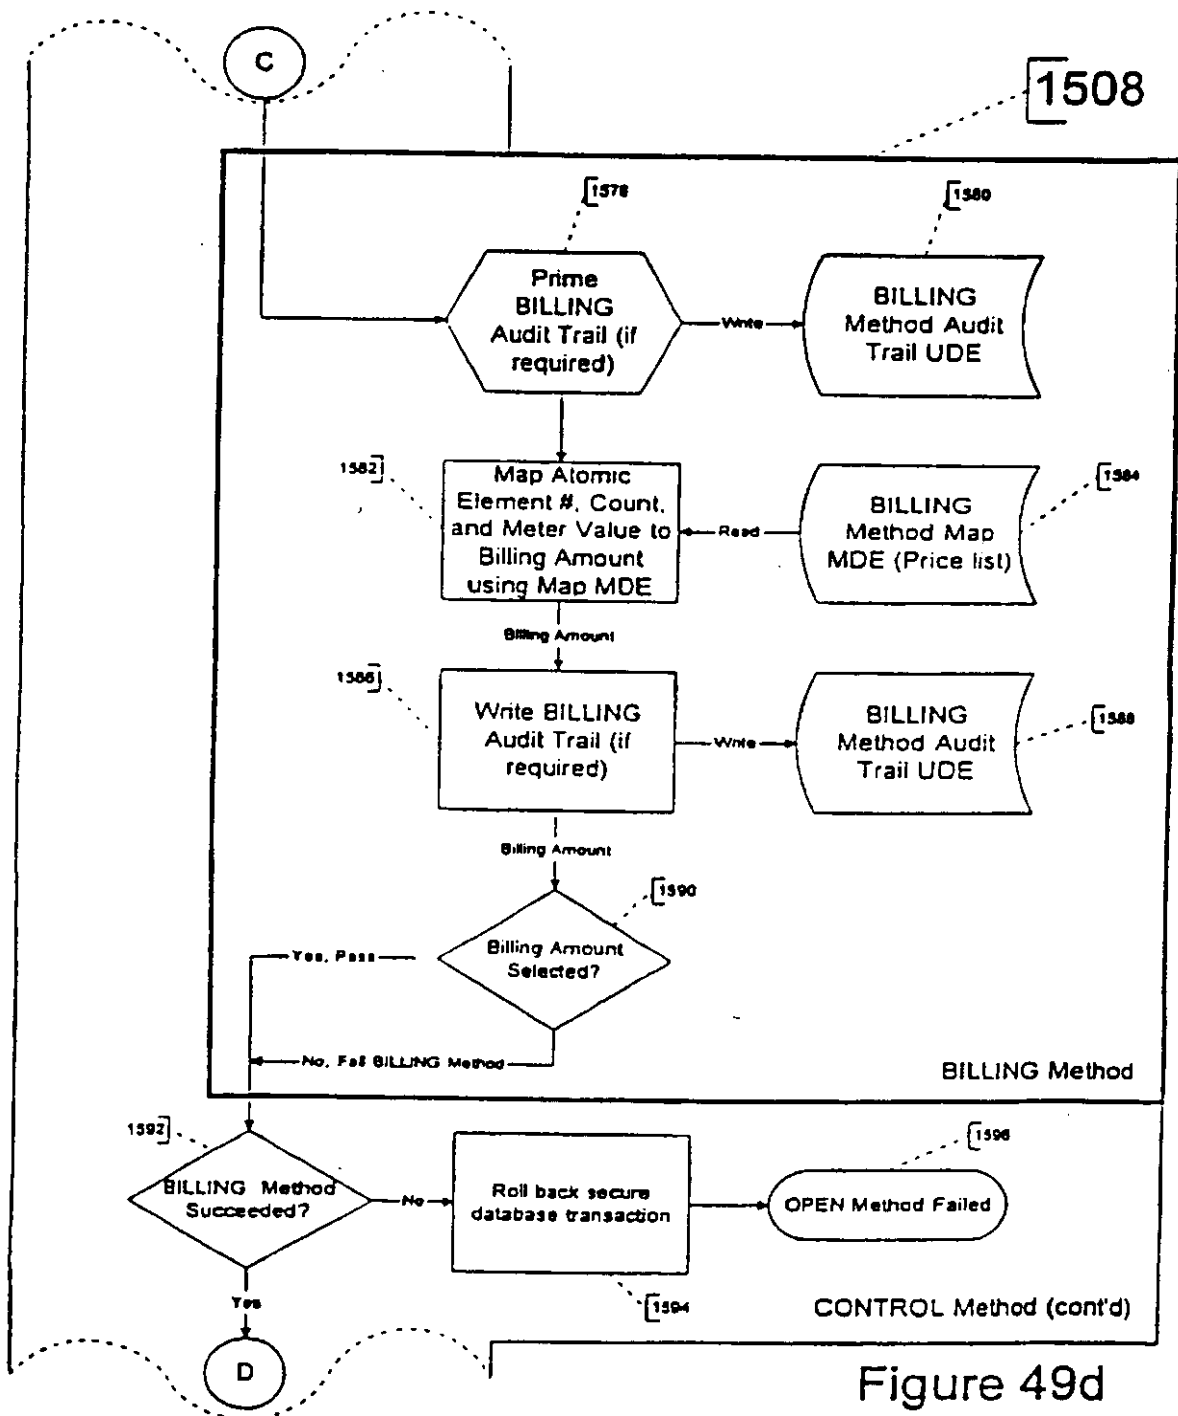 C
1508
1578
1580
Prime
BILLING
Audit Trail (if
required)
Write
BILLING
Method Audit
Trail UDE
1582
Map Atomic
Element #, Count,
and Meter Value to
Billing Amount
using Map MDE
Read
BILLING
Method Map
MDE (Price list)
1584
Billing Amount
1586
Write BILLING
Audit Trail (if
required)
Write
BILLING
Method Audit
Trail UDE
1588
Billing Amount
1590
Billing Amount
Selected?
Yes, Pass
No, Fail BILLING Method
BILLING Method
1592
BILLING Method
Succeeded?
No
Roll back secure
database transaction
1596
OPEN Method Failed
Yes
1594
CONTROL Method (cont'd)
D
Figure 49d